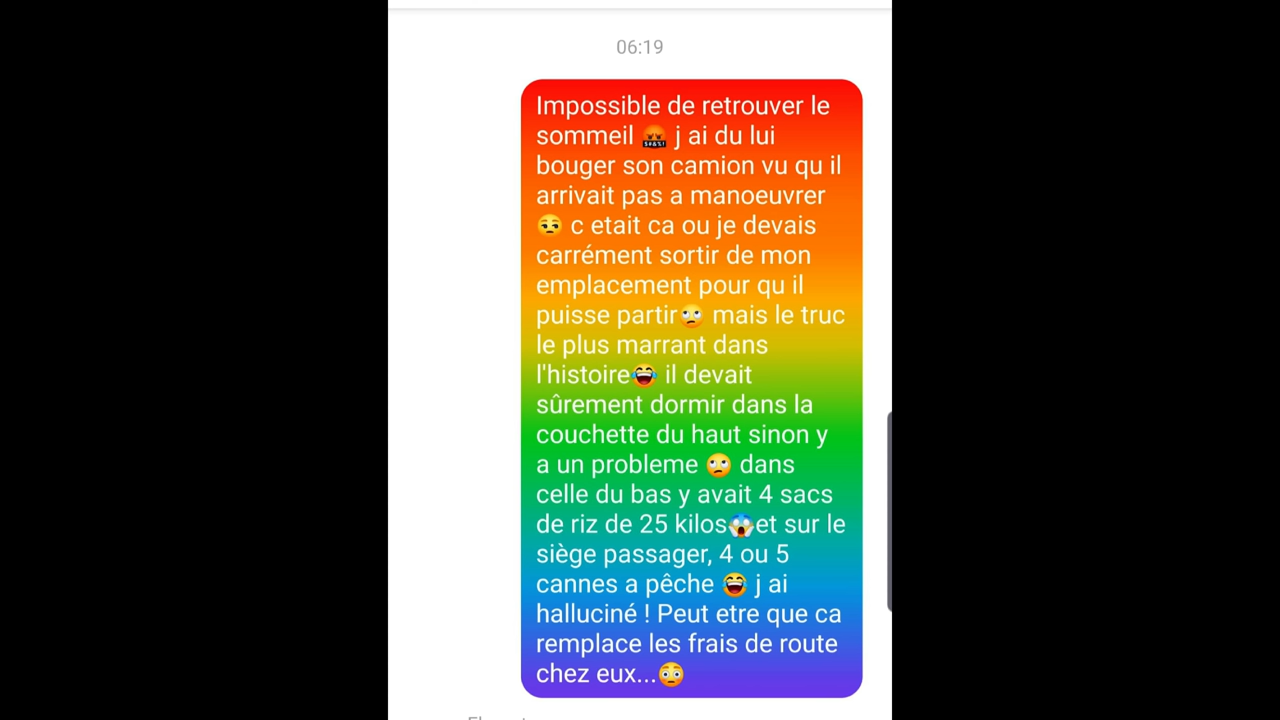 06:19
Impossible de retrouver le
sommeil 🤬 j ai du lui
bouger son camion vu qu il
arrivait pas a manoeuvrer
😒 c etait ca ou je devais
carrément sortir de mon
emplacement pour qu il
puisse partir🙄 mais le truc
le plus marrant dans
l'histoire😂 il devait
sûrement dormir dans la
couchette du haut sinon y
a un probleme 🙄 dans
celle du bas y avait 4 sacs
de riz de 25 kilos😱et sur le
siège passager, 4 ou 5
cannes a pêche 😂 j ai
halluciné ! Peut etre que ca
remplace les frais de route
chez eux...😳